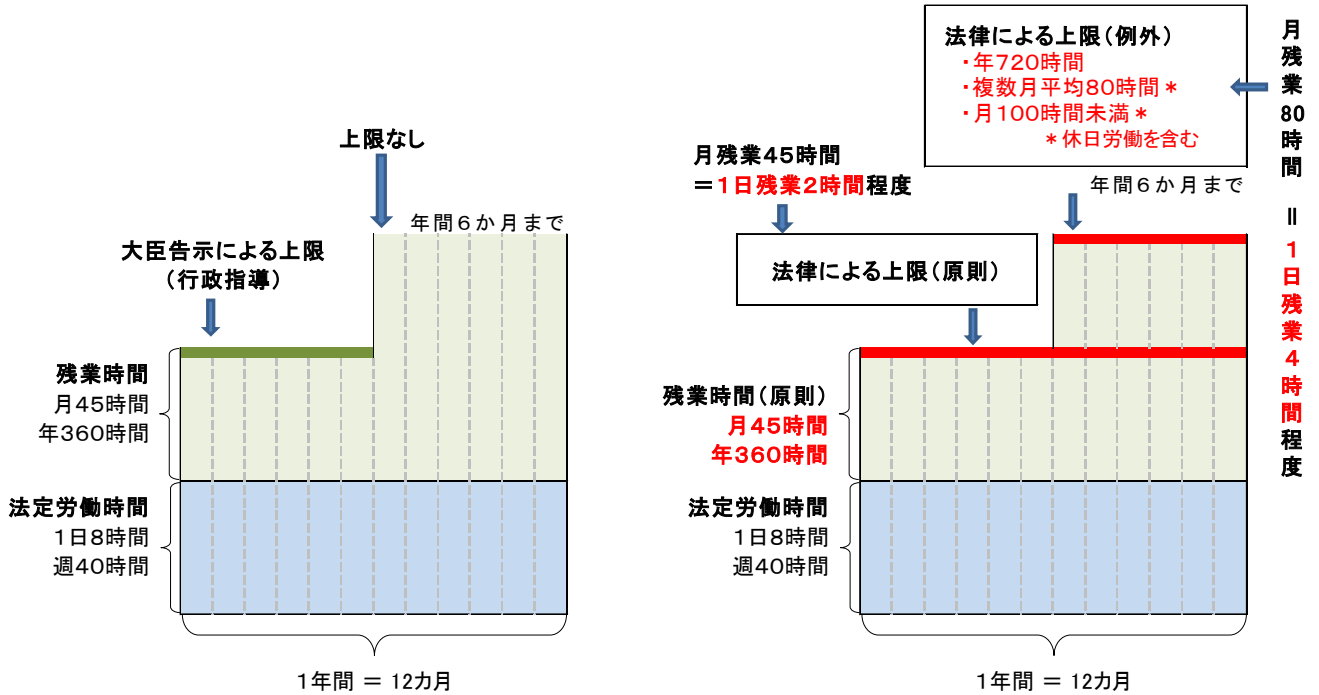 上限なし
年間6か月まで
大臣告示による上限
(行政指導)
残業時間
月45時間
年360時間
法定労働時間
1日8時間
週40時間
1年間 = 12カ月
法律による上限(例外)
・年720時間
・複数月平均80時間*
・月100時間未満*
*休日労働を含む
月残業80時間 = 1日残業4時間程度
月残業45時間
=1日残業2時間程度
年間6か月まで
法律による上限(原則)
残業時間(原則)
月45時間
年360時間
法定労働時間
1日8時間
週40時間
1年間 = 12カ月